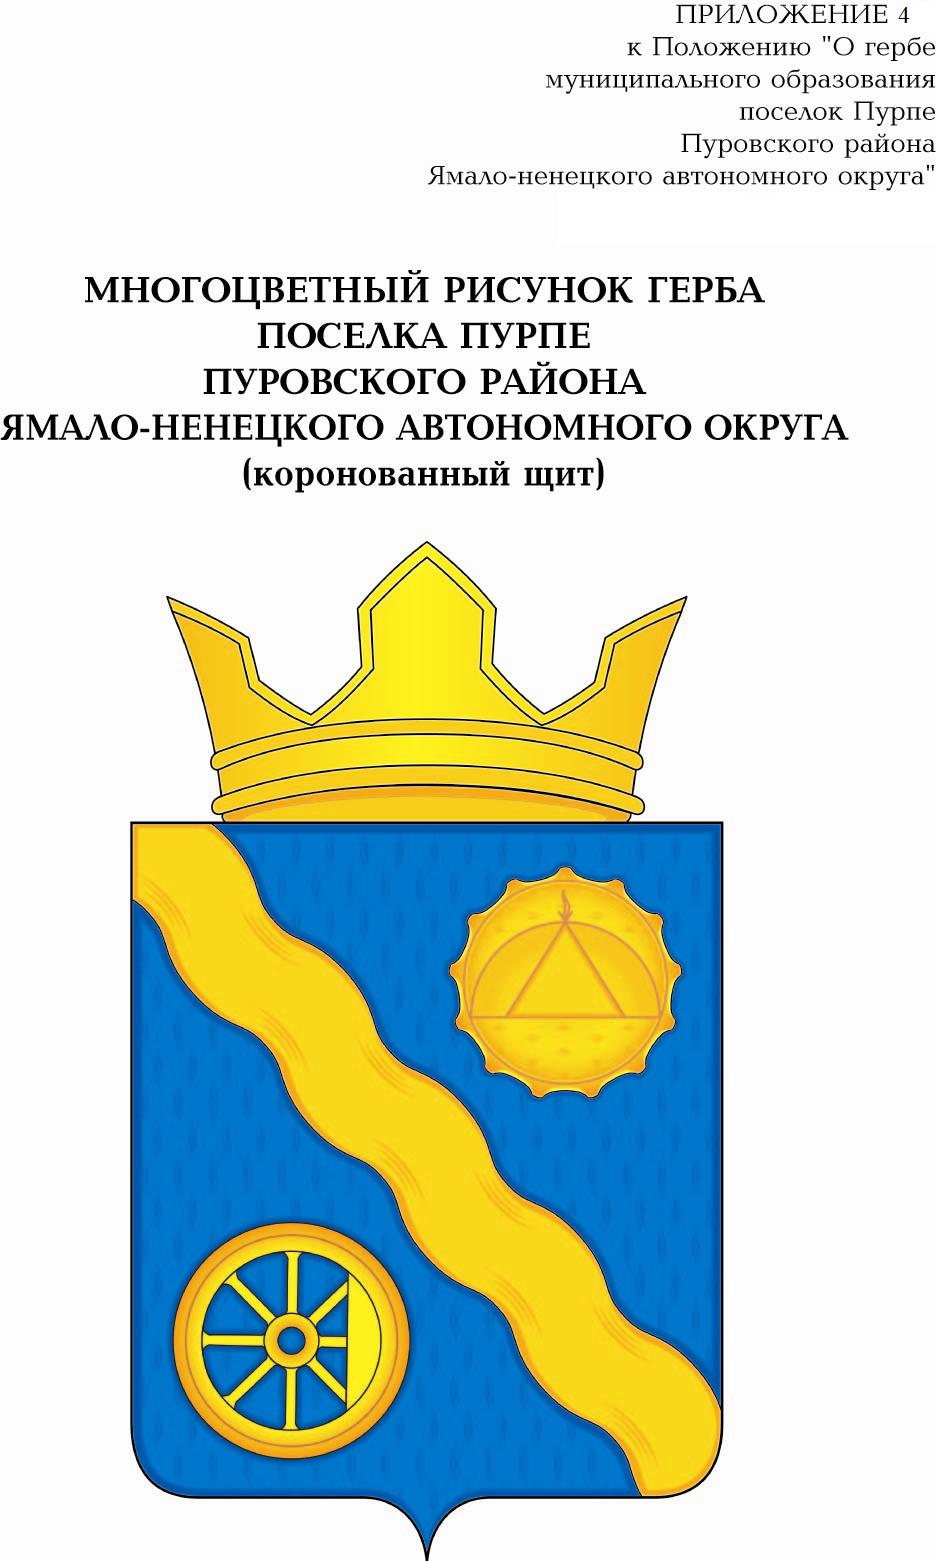 ПРИЛОЖЕНИЕ 4
к Положению "О гербе
муниципального образования
поселок Пурпе
Пуровского района
Ямало-ненецкого автономного округа"
МНОГОЦВЕТНЫЙ РИСУНОК ГЕРБА
ПОСЕЛКА ПУРПЕ
ПУРОВСКОГО РАЙОНА
ЯМАЛО-НЕНЕЦКОГО АВТОНОМНОГО ОКРУГА
(коронованный щит)